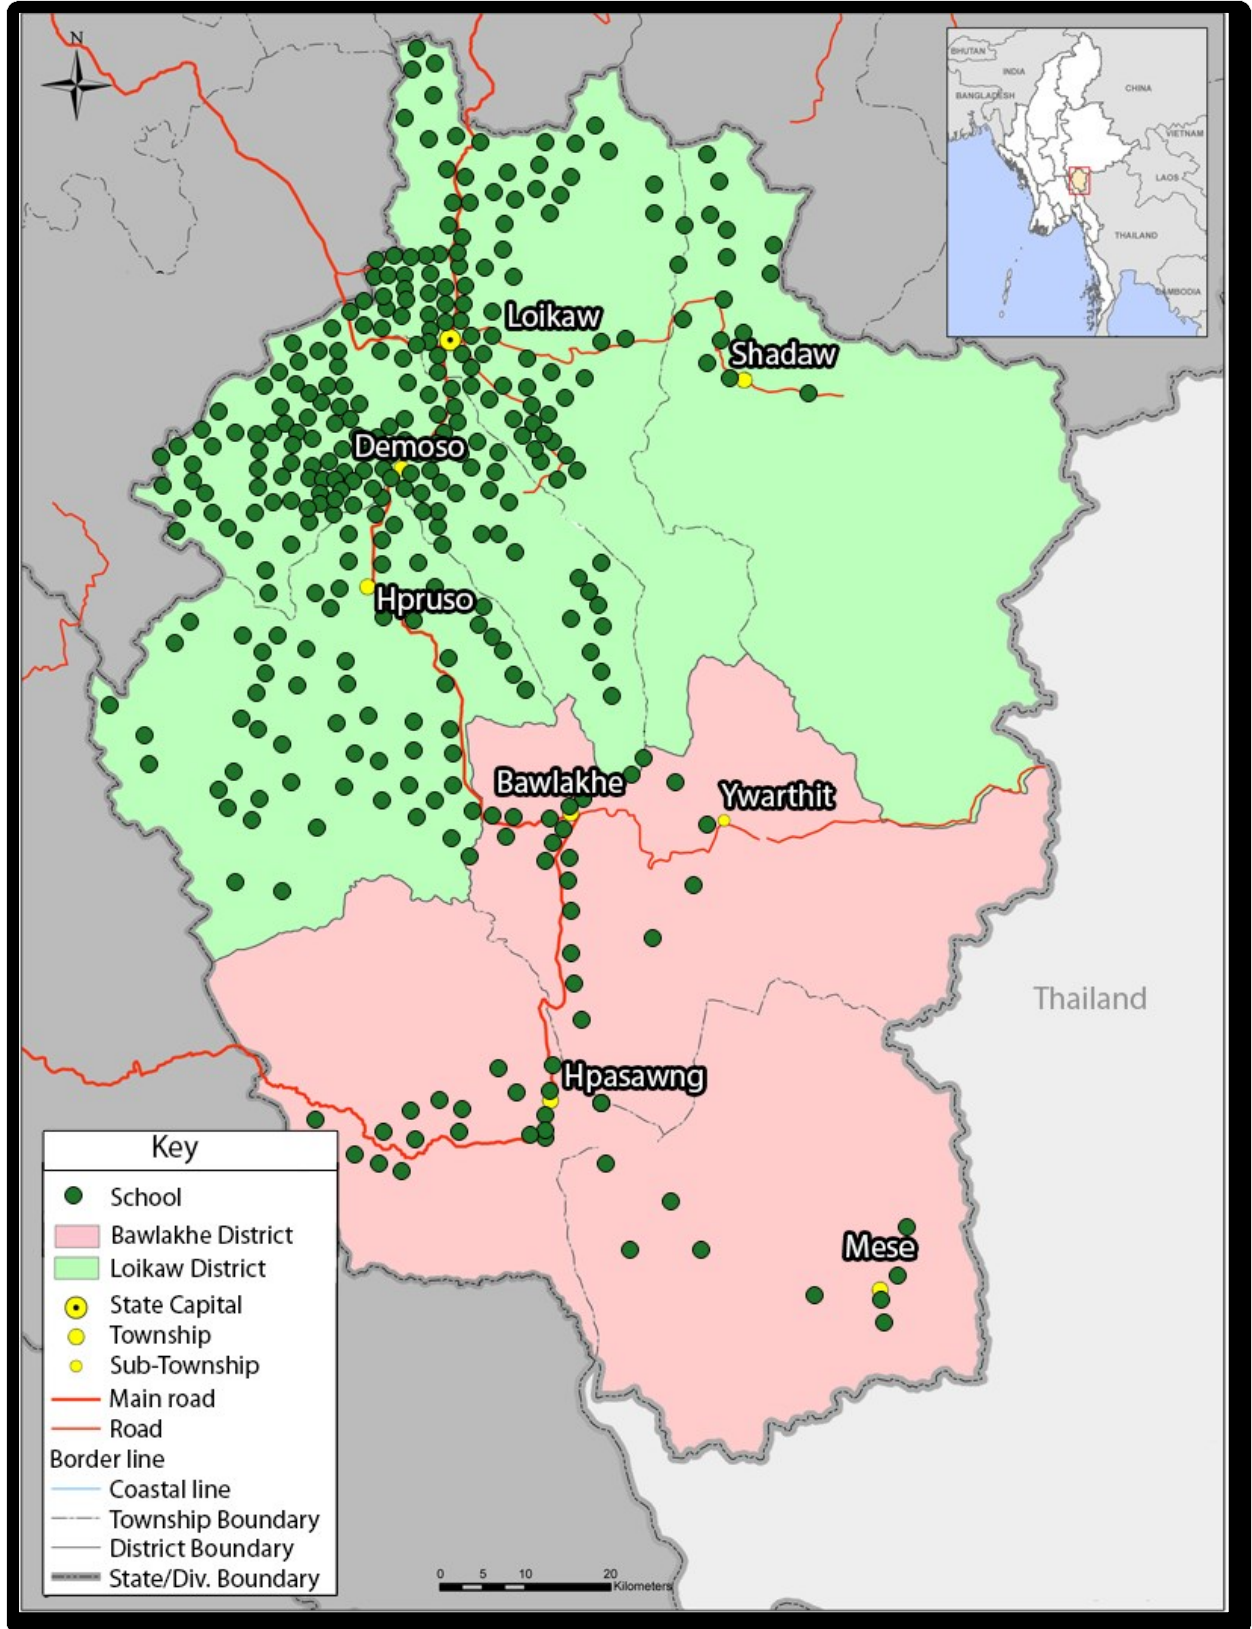 N
BHUTAN
INDIA
CHINA
BANGLADESH
VIETNAM
LAOS
THAILAND
CAMBODIA
Loikaw
Shadaw
Demoso
Hpruso
Bawlakhe
Ywarthit
Thailand
Hpasawng
Mese
Key
School
Bawlakhe District
Loikaw District
State Capital
Township
Sub-Township
Main road
Road
Border line
Coastal line
Township Boundary
District Boundary
State/Div. Boundary
0 5 10 20
Kilometers